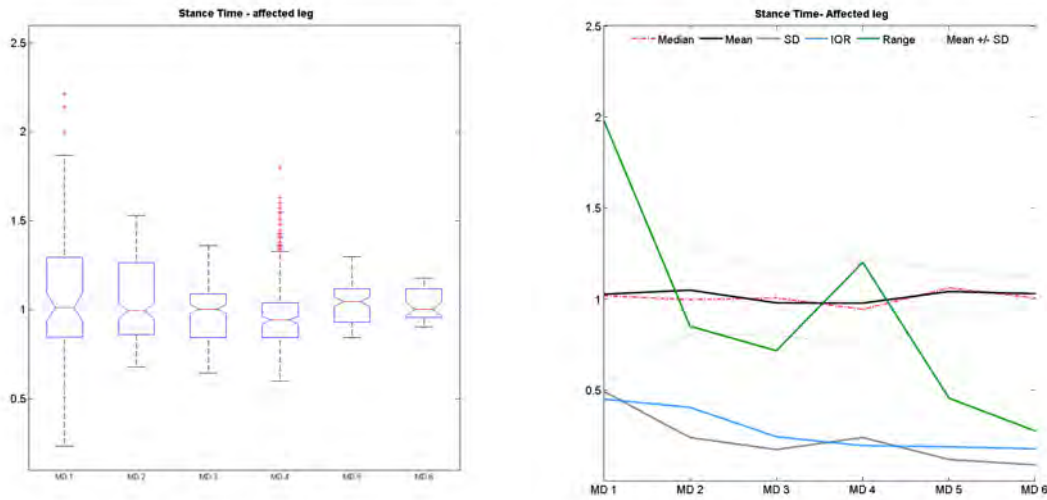 Stance Time - affected leg
2.5
2
1.5
1
0.5
MD 1 MD 2 MD 3 MD 4 MD 5 MD 6
Stance Time- Affected leg
2.5
Median Mean SD IQR Range Mean +/- SD
2
1.5
1
0.5
MD 1 MD 2 MD 3 MD 4 MD 5 MD 6